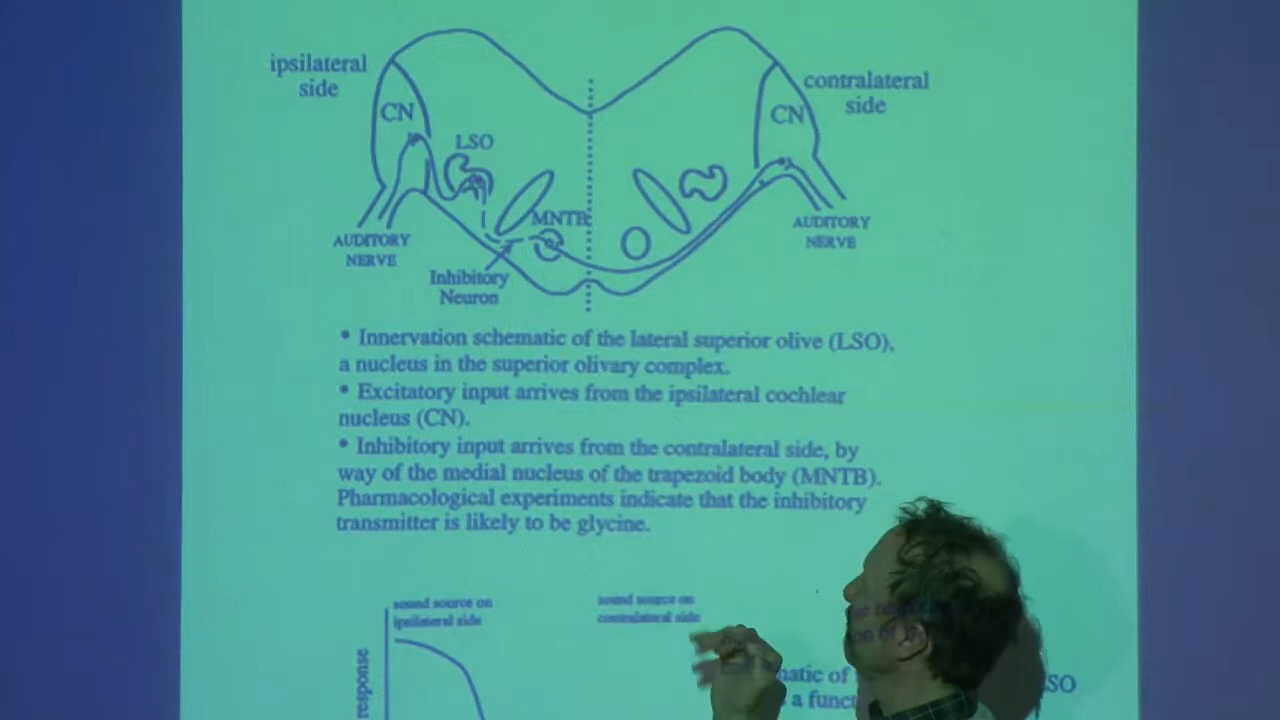 ipsilateral
side
contralateral
side
CN
CN
LSO
MNTB
AUDITORY
NERVE
AUDITORY
NERVE
Inhibitory
Neuron
• Innervation schematic of the lateral superior olive (LSO),
a nucleus in the superior olivary complex.
• Excitatory input arrives from the ipsilateral cochlear
nucleus (CN).
• Inhibitory input arrives from the contralateral side, by
way of the medial nucleus of the trapezoid body (MNTB).
Pharmacological experiments indicate that the inhibitory
transmitter is likely to be glycine.
sound source on
ipsilateral side
sound source on
contralateral side
response
matic of
SO
a func